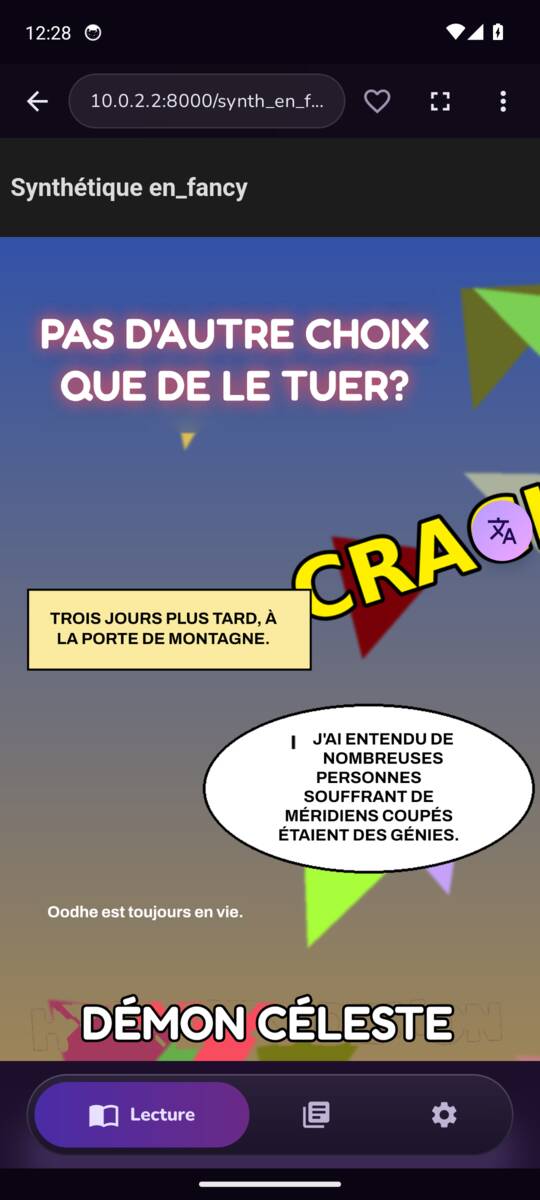 12:28
10.0.2.2:8000/synth_en_f...
Synthétique en_fancy
PAS D'AUTRE CHOIX
QUE DE LE TUER?
CRAC
TROIS JOURS PLUS TARD, À
LA PORTE DE MONTAGNE.
I J'AI ENTENDU DE
NOMBREUSES
PERSONNES
SOUFFRANT DE
MÉRIDIENS COUPÉS
ÉTAIENT DES GÉNIES.
Oodhe est toujours en vie.
DÉMON CÉLESTE
Lecture